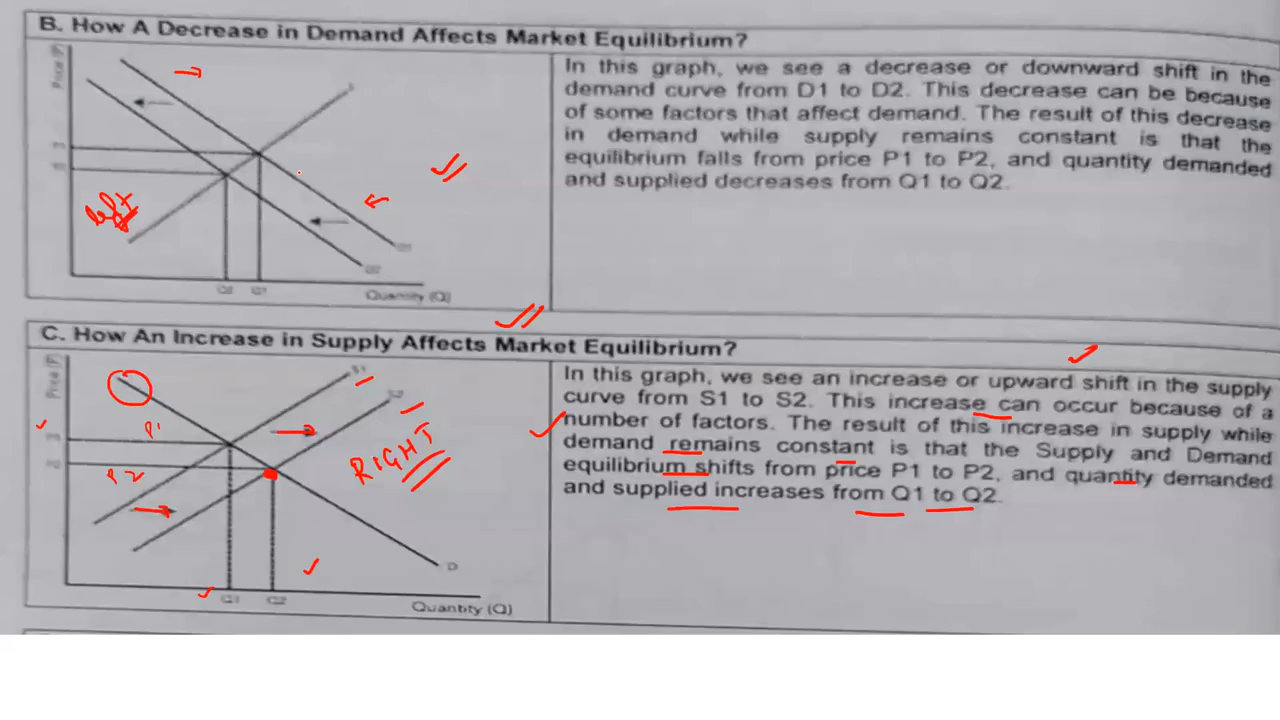 B. How A Decrease in Demand Affects Market Equilibrium?
Price (P)
left
Q2 Q1
Quantity (Q)
D1
D2
In this graph, we see a decrease or downward shift in the
demand curve from D1 to D2. This decrease can be because
of some factors that affect demand. The result of this decrease
in demand while supply remains constant is that the
equilibrium falls from price P1 to P2, and quantity demanded
and supplied decreases from Q1 to Q2.
C. How An Increase in Supply Affects Market Equilibrium?
Price (P)
S1
S2
P1
P2
RIGHT
D
Q1 Q2
Quantity (Q)
In this graph, we see an increase or upward shift in the supply
curve from S1 to S2. This increase can occur because of a
number of factors. The result of this increase in supply while
demand remains constant is that the Supply and Demand
equilibrium shifts from price P1 to P2, and quantity demanded
and supplied increases from Q1 to Q2.